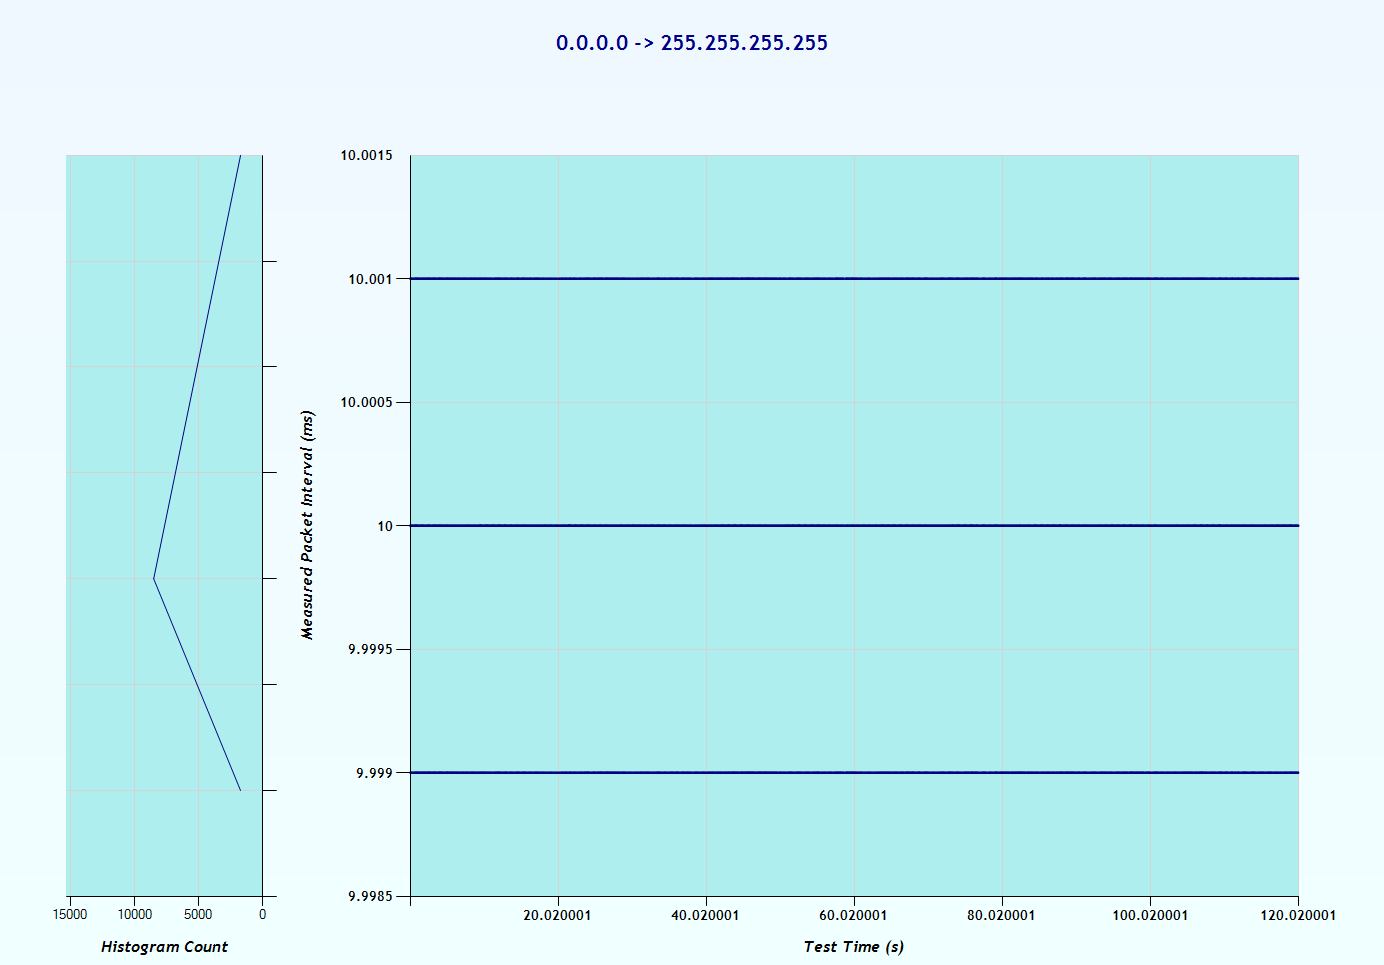 0.0.0.0 -> 255.255.255.255
10.0015
10.001
10.0005
10
9.9995
9.999
9.9985
Measured Packet Interval (ms)
15000 10000 5000 0
20.020001 40.020001 60.020001 80.020001 100.020001 120.020001
Histogram Count
Test Time (s)